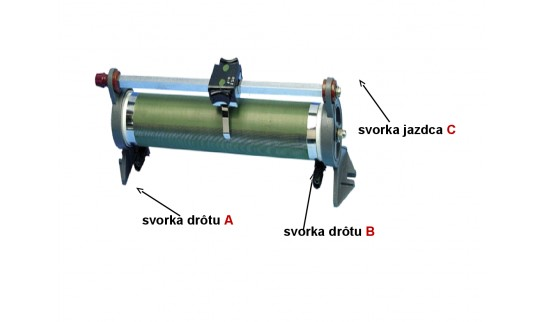 svorka jazdca C
svorka drôtu A
svorka drôtu B